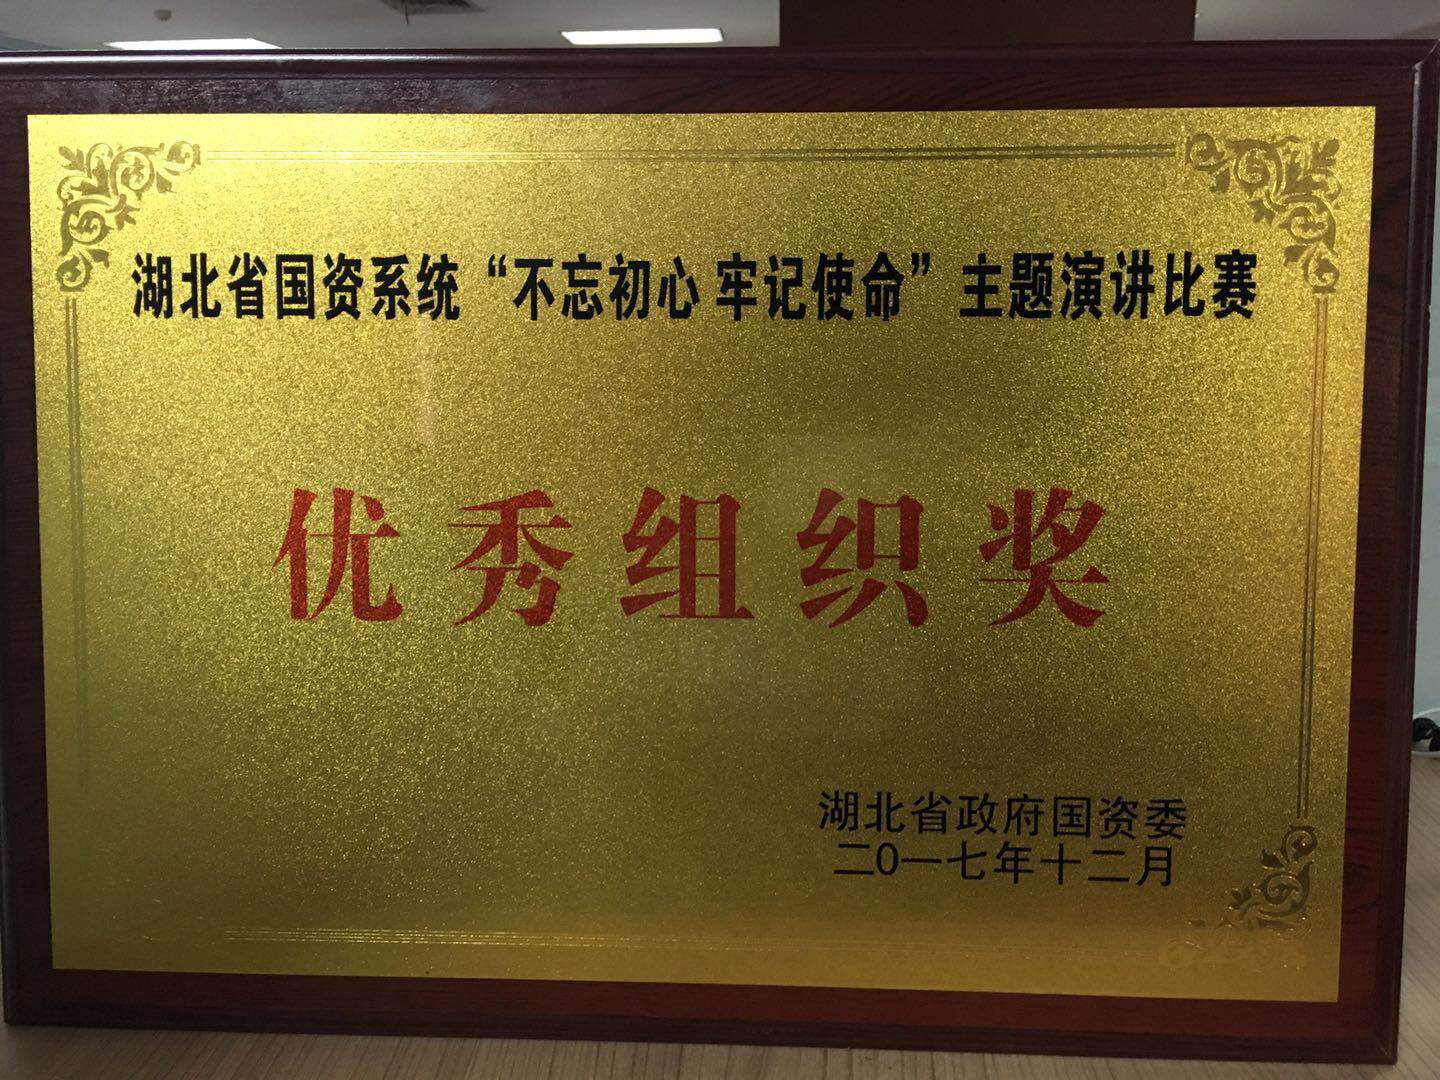 湖北省国资系统“不忘初心 牢记使命”主题演讲比赛
优秀组织奖
湖北省政府国资委
二0一七年十二月